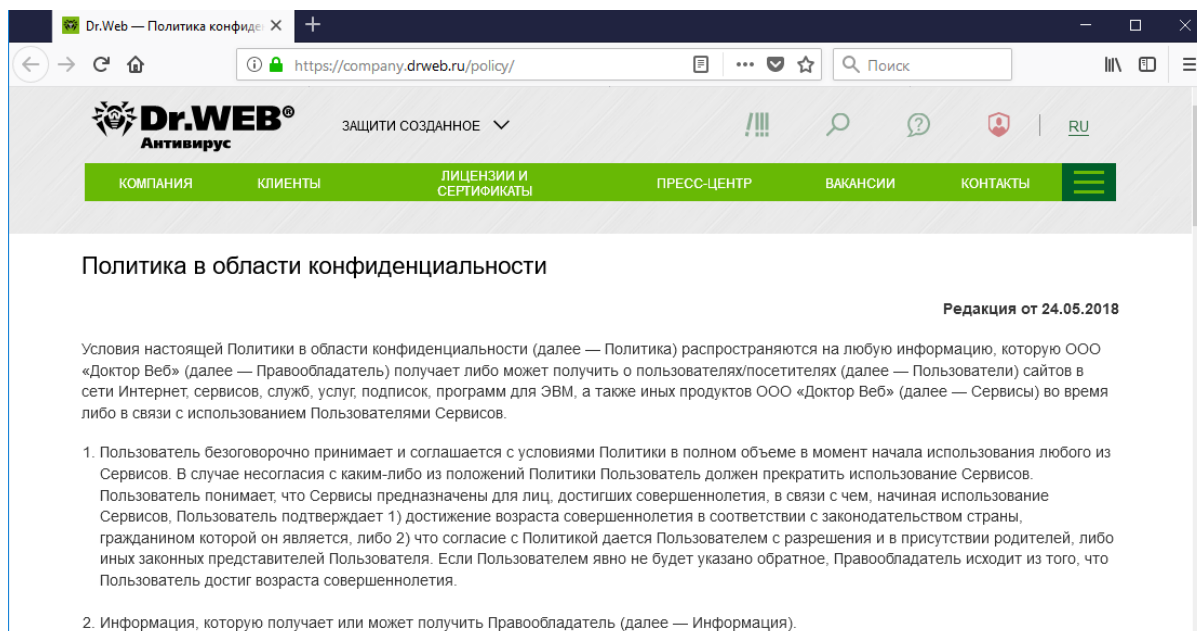 Dr.Web — Политика конфиде
https://company.drweb.ru/policy/
Поиск
Dr.WEB®
Антивирус
ЗАЩИТИ СОЗДАННОЕ
RU
КОМПАНИЯ
КЛИЕНТЫ
ЛИЦЕНЗИИ И
СЕРТИФИКАТЫ
ПРЕСС-ЦЕНТР
ВАКАНСИИ
КОНТАКТЫ
Политика в области конфиденциальности
Редакция от 24.05.2018
Условия настоящей Политики в области конфиденциальности (далее — Политика) распространяются на любую информацию, которую ООО
«Доктор Веб» (далее — Правообладатель) получает либо может получить о пользователях/посетителях (далее — Пользователи) сайтов в
сети Интернет, сервисов, служб, услуг, подписок, программ для ЭВМ, а также иных продуктов ООО «Доктор Веб» (далее — Сервисы) во время
либо в связи с использованием Пользователями Сервисов.
1. Пользователь безоговорочно принимает и соглашается с условиями Политики в полном объеме в момент начала использования любого из
Сервисов. В случае несогласия с каким-либо из положений Политики Пользователь должен прекратить использование Сервисов.
Пользователь понимает, что Сервисы предназначены для лиц, достигших совершеннолетия, в связи с чем, начиная использование
Сервисов, Пользователь подтверждает 1) достижение возраста совершеннолетия в соответствии с законодательством страны,
гражданином которой он является, либо 2) что согласие с Политикой дается Пользователем с разрешения и в присутствии родителей, либо
иных законных представителей Пользователя. Если Пользователем явно не будет указано обратное, Правообладатель исходит из того, что
Пользователь достиг возраста совершеннолетия.
2. Информация, которую получает или может получить Правообладатель (далее — Информация).